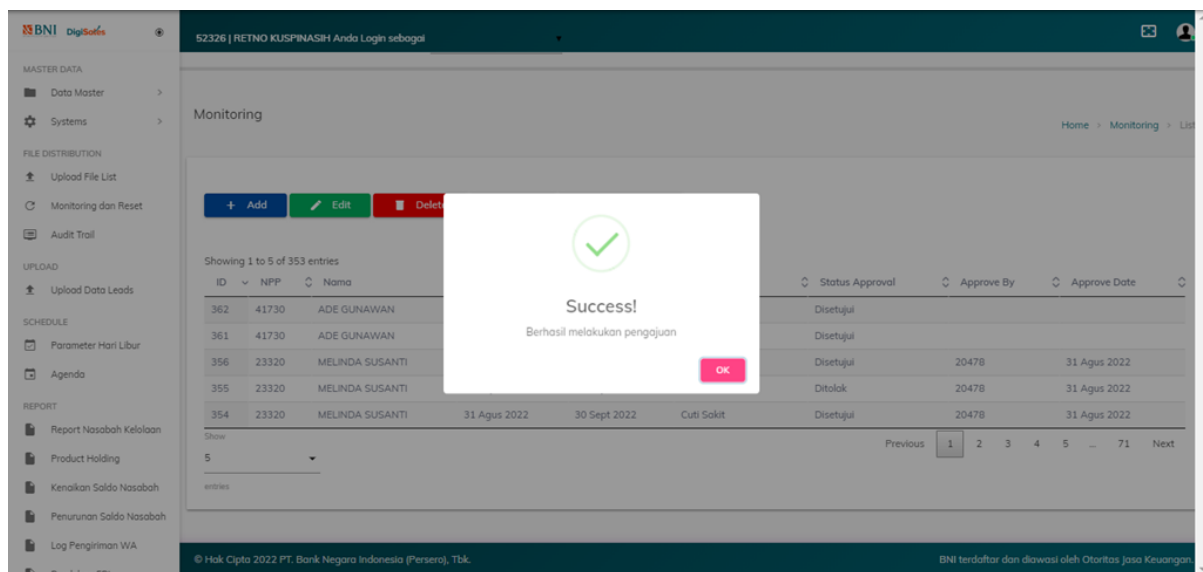 BNI DigiSales
52326 | RETNO KUSPINASIH Anda Login sebagai
MASTER DATA
Data Master
Systems
FILE DISTRIBUTION
Upload File List
Monitoring dan Reset
Audit Trail
UPLOAD
Upload Data Leads
SCHEDULE
Parameter Hari Libur
Agenda
REPORT
Report Nasabah Kelolaan
Product Holding
Kenaikan Saldo Nasabah
Penurunan Saldo Nasabah
Log Pengiriman WA
Monitoring
Home > Monitoring > List
+ Add Edit Delete
Showing 1 to 5 of 353 entries
ID NPP Nama Status Approval Approve By Approve Date
362 41730 ADE GUNAWAN Disetujui
361 41730 ADE GUNAWAN Disetujui
356 23320 MELINDA SUSANTI Disetujui 20478 31 Agus 2022
355 23320 MELINDA SUSANTI Ditolak 20478 31 Agus 2022
354 23320 MELINDA SUSANTI 31 Agus 2022 30 Sept 2022 Cuti Sakit Disetujui 20478 31 Agus 2022
Success!
Berhasil melakukan pengajuan
OK
Show
5
entries
Previous 1 2 3 4 5 … 71 Next
© Hak Cipta 2022 PT. Bank Negara Indonesia (Persero), Tbk.
BNI terdaftar dan diawasi oleh Otoritas Jasa Keuangan.